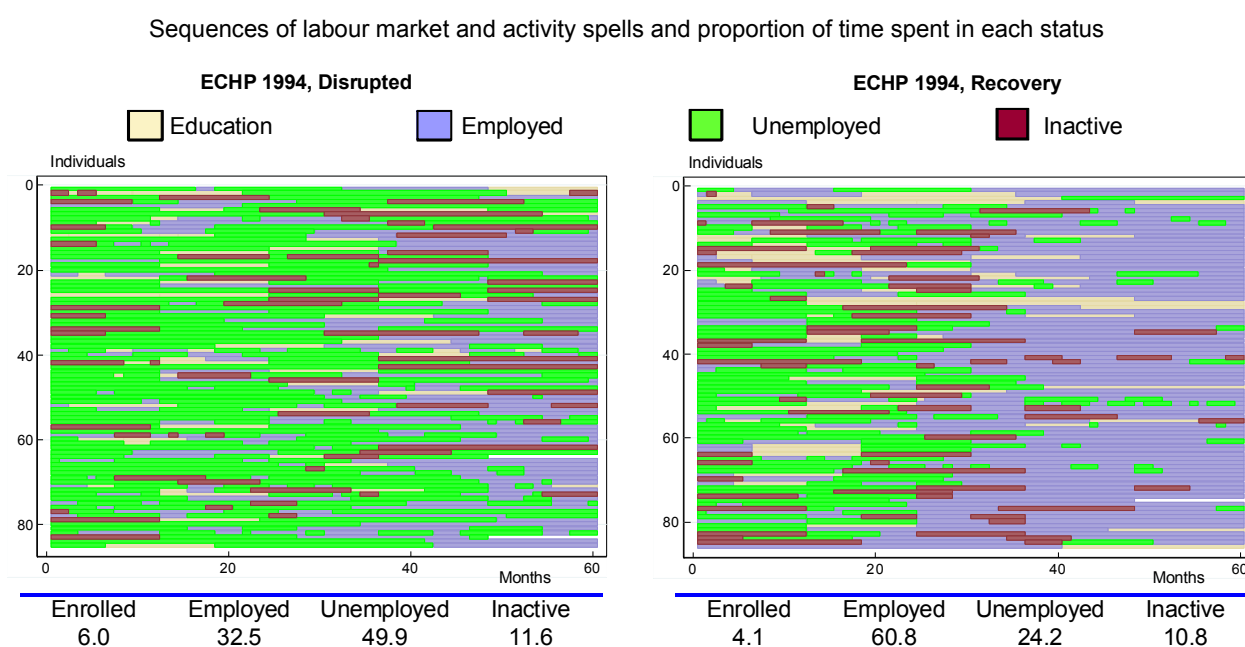 Sequences of labour market and activity spells and proportion of time spent in each status
ECHP 1994, Disrupted
ECHP 1994, Recovery
Education
Employed
Unemployed
Inactive
Individuals
0
20
40
60
80
0
20
40
60
Months
Individuals
0
20
40
60
80
0
20
40
60
Months
Enrolled Employed Unemployed Inactive
6.0 32.5 49.9 11.6
Enrolled Employed Unemployed Inactive
4.1 60.8 24.2 10.8